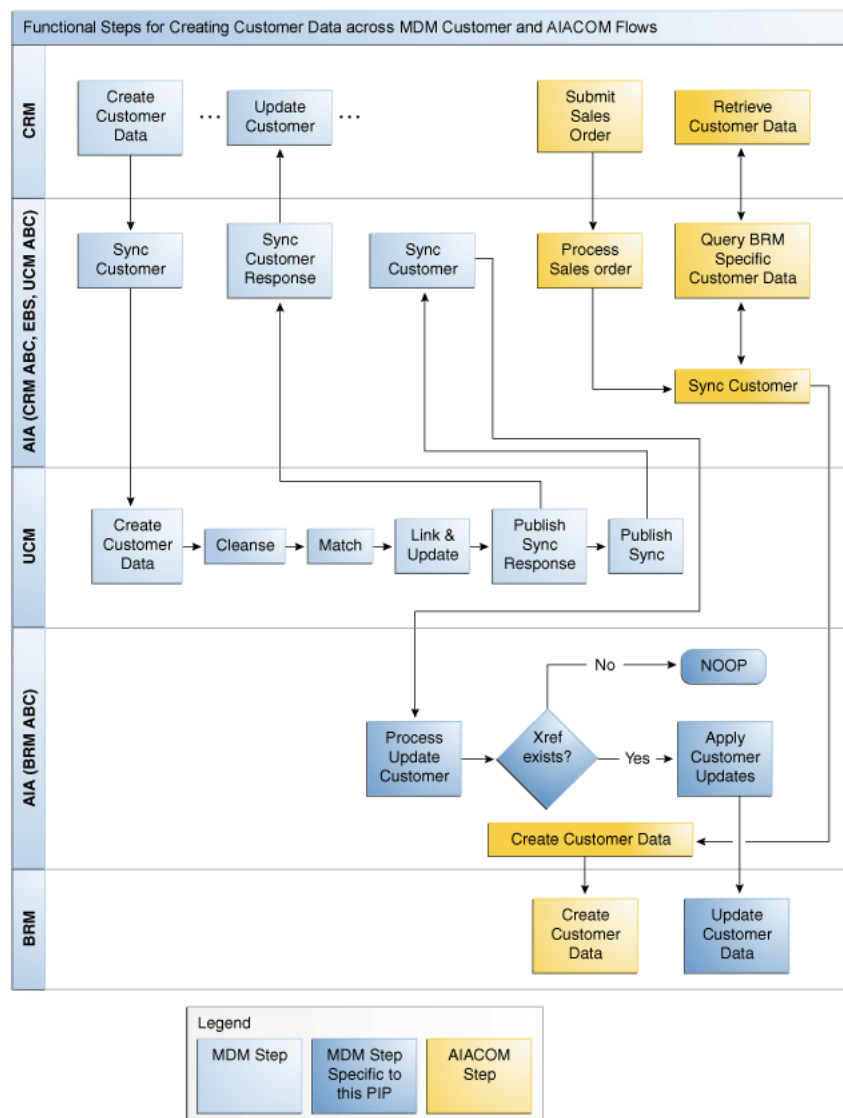 Functional Steps for Creating Customer Data across MDM Customer and AIACOM Flows
CRM
Create
Customer
Data
...
Update
Customer
...
Submit
Sales
Order
Retrieve
Customer Data
AIA (CRM ABC, EBS, UCM ABC)
Sync
Customer
Sync
Customer
Response
Sync
Customer
Process
Sales order
Query BRM
Specific
Customer Data
Sync Customer
UCM
Create
Customer
Data
Cleanse
Match
Link &
Update
Publish
Sync
Response
Publish
Sync
AIA (BRM ABC)
No
NOOP
Process
Update
Customer
Xref
exists?
Yes
Apply
Customer
Updates
Create Customer Data
BRM
Create
Customer
Data
Update
Customer
Data
Legend
MDM Step
MDM Step
Specific to
this PIP
AIACOM
Step